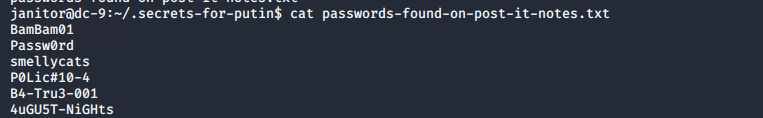 janitor@dc-9:~/.secrets-for-putin$ cat passwords-found-on-post-it-notes.txt
BamBam01
Passw0rd
smellycats
P0Lic#10-4
B4-Tru3-001
4uGU5T-NiGHts